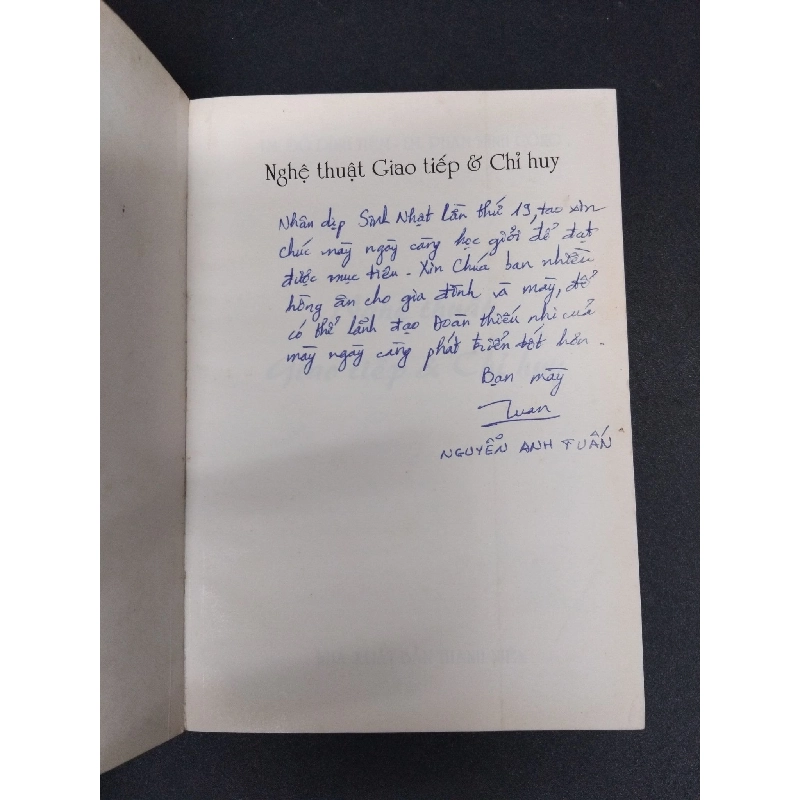 Nghệ thuật Giao tiếp & Chỉ huy
Nhân dịp Sinh Nhật lần thứ 19, tao xin
chúc mày ngày càng học giỏi để đạt
được mục tiêu. Xin Chúa ban nhiều
hồng ân cho gia đình và mày, để
có thể lãnh đạo Đoàn thiếu nhi của
mày ngày càng phát triển tốt hơn.
Bạn mày
Tuan
NGUYỂN ANH TUẤN